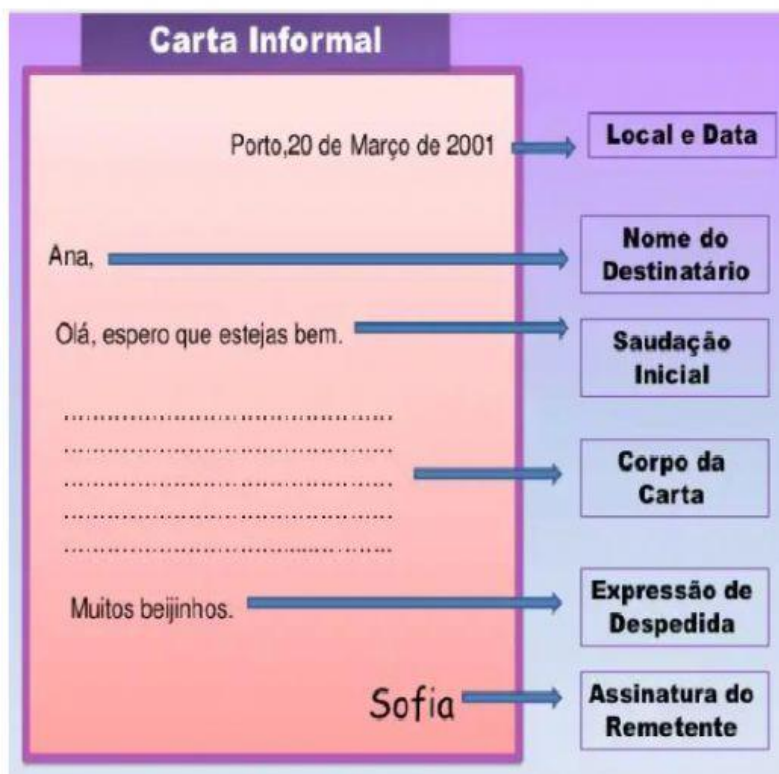 Carta Informal
Porto,20 de Março de 2001
Local e Data
Ana,
Nome do
Destinatário
Olá, espero que estejas bem.
Saudação
Inicial
Corpo da
Carta
Muitos beijinhos.
Expressão de
Despedida
Sofia
Assinatura do
Remetente